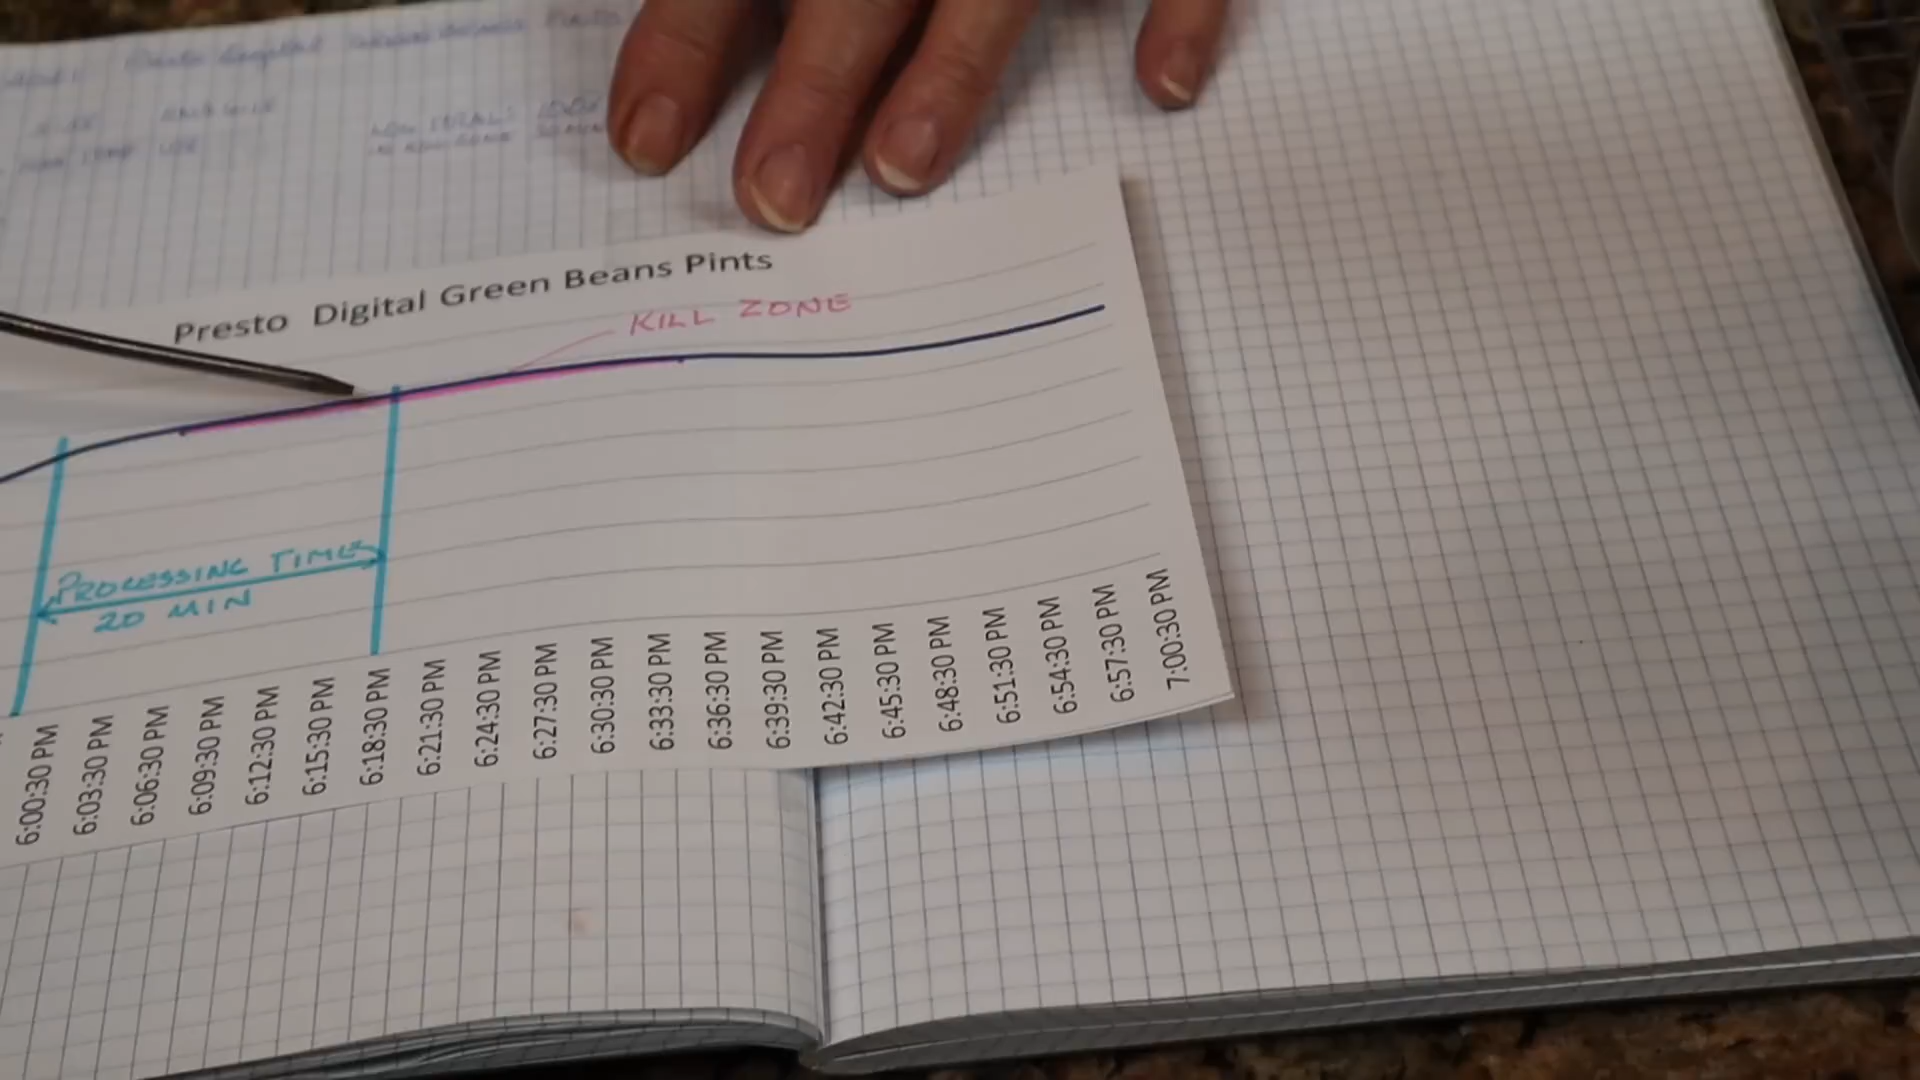 Presto Digital Green Beans Pints
KILL ZONE
PROCESSING TIME
20 MIN
6:00:30 PM
6:03:30 PM
6:06:30 PM
6:09:30 PM
6:12:30 PM
6:15:30 PM
6:18:30 PM
6:21:30 PM
6:24:30 PM
6:27:30 PM
6:30:30 PM
6:33:30 PM
6:36:30 PM
6:39:30 PM
6:42:30 PM
6:45:30 PM
6:48:30 PM
6:51:30 PM
6:54:30 PM
6:57:30 PM
7:00:30 PM